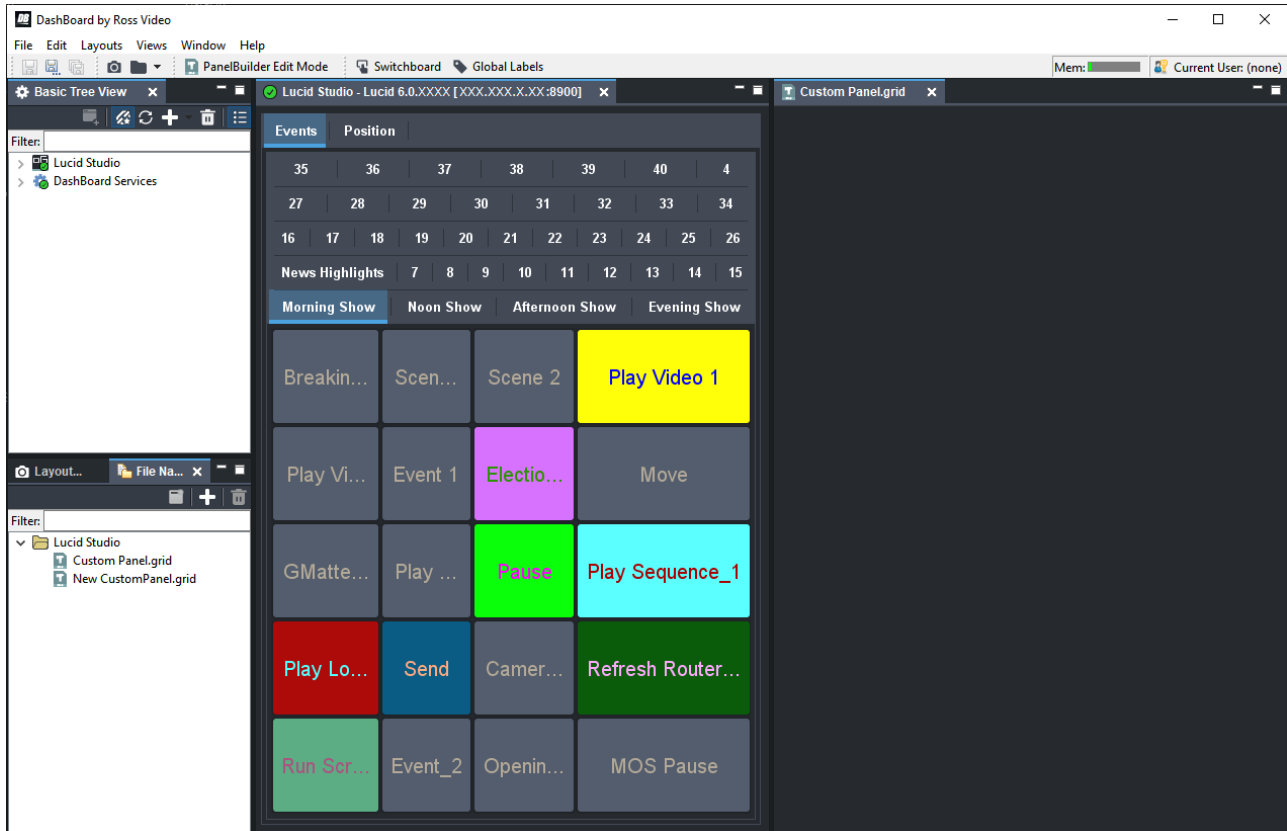 DashBoard by Ross Video
File Edit Layouts Views Window Help
PanelBuilder Edit Mode Switchboard Global Labels Mem: Current User: (none)
Basic Tree View
Filter:
Lucid Studio
DashBoard Services
Layout... File Na...
Filter:
Lucid Studio
Custom Panel.grid
New CustomPanel.grid
Lucid Studio - Lucid 6.0.XXXX [XXX.XXX.X.XX:8900]
Events Position
35 36 37 38 39 40 4
27 28 29 30 31 32 33 34
16 17 18 19 20 21 22 23 24 25 26
News Highlights 7 8 9 10 11 12 13 14 15
Morning Show Noon Show Afternoon Show Evening Show
Breakin... Scen... Scene 2 Play Video 1
Play Vi... Event 1 Electio... Move
GMatte... Play ... Pause Play Sequence_1
Play Lo... Send Camer... Refresh Router...
Run Scr... Event_2 Openin... MOS Pause
Custom Panel.grid